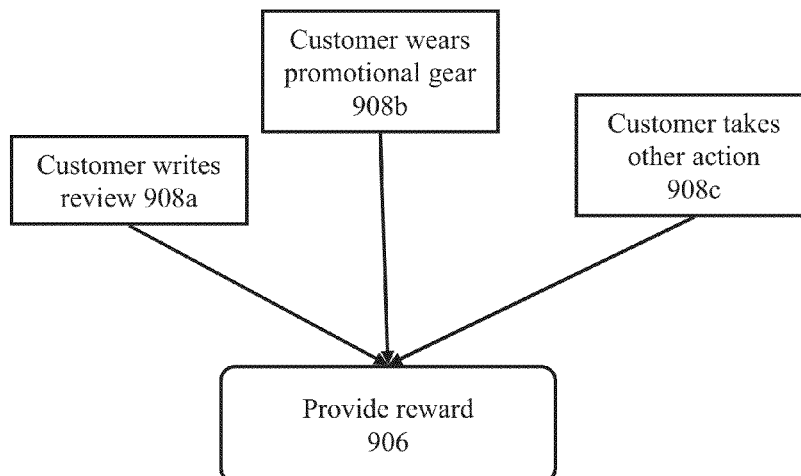 Customer wears
promotional gear
908b
Customer takes
other action
908c
Customer writes
review 908a
Provide reward
906